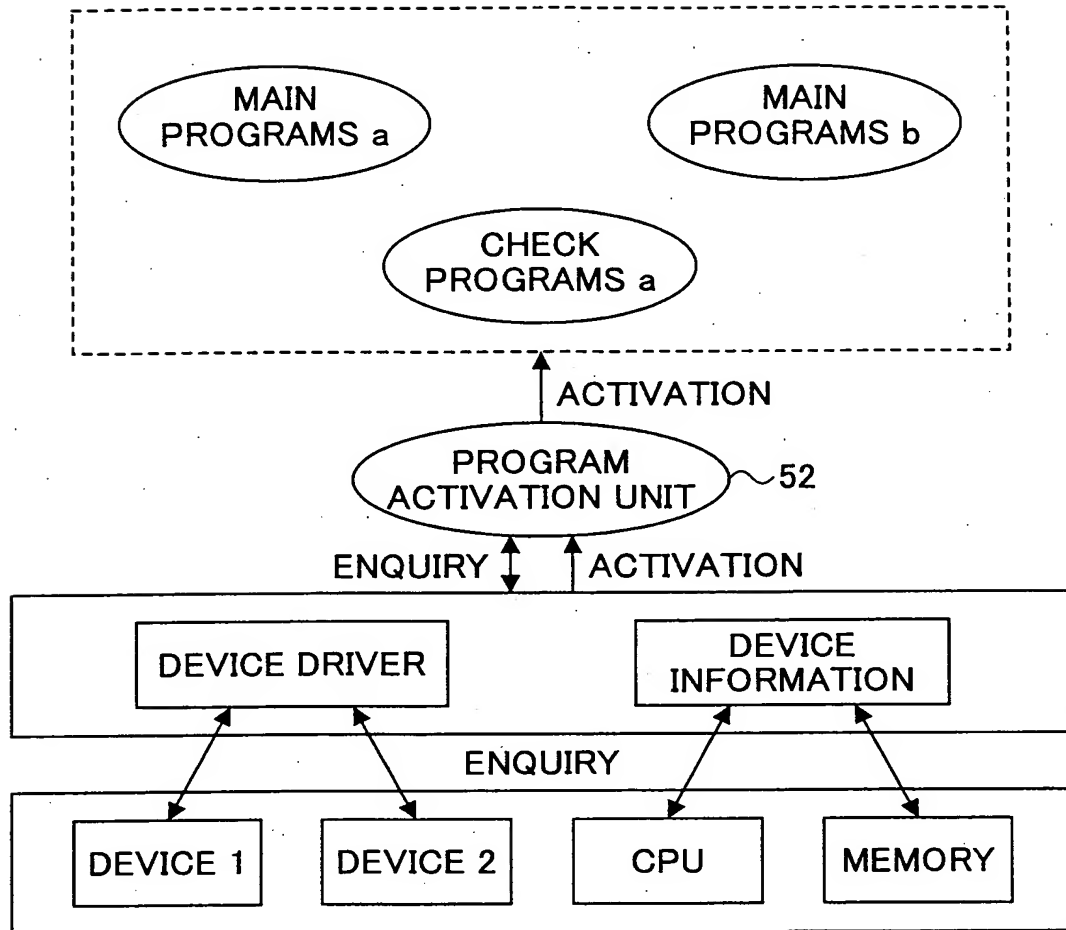 MAIN
PROGRAMS a
MAIN
PROGRAMS b
CHECK
PROGRAMS a
ACTIVATION
PROGRAM
ACTIVATION UNIT
52
ENQUIRY
ACTIVATION
DEVICE DRIVER
DEVICE
INFORMATION
ENQUIRY
DEVICE 1
DEVICE 2
CPU
MEMORY